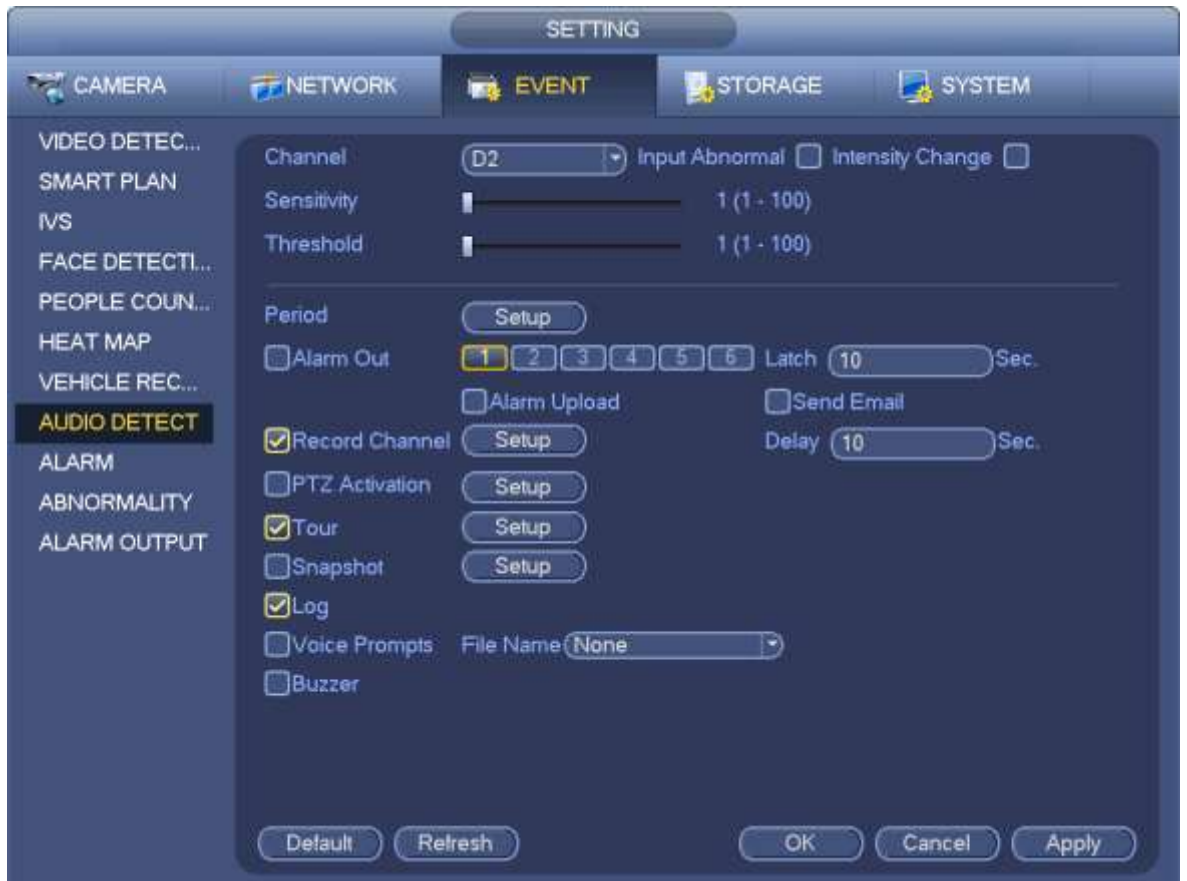 SETTING
CAMERA NETWORK EVENT STORAGE SYSTEM
VIDEO DETEC...
SMART PLAN
IVS
FACE DETECTI...
PEOPLE COUN...
HEAT MAP
VEHICLE REC...
AUDIO DETECT
ALARM
ABNORMALITY
ALARM OUTPUT
Channel D2 Input Abnormal Intensity Change
Sensitivity 1 (1 - 100)
Threshold 1 (1 - 100)
Period Setup
Alarm Out 1 2 3 4 5 6 Latch 10 Sec.
Alarm Upload Send Email
Record Channel Setup Delay 10 Sec.
PTZ Activation Setup
Tour Setup
Snapshot Setup
Log
Voice Prompts File Name None
Buzzer
Default Refresh OK Cancel Apply